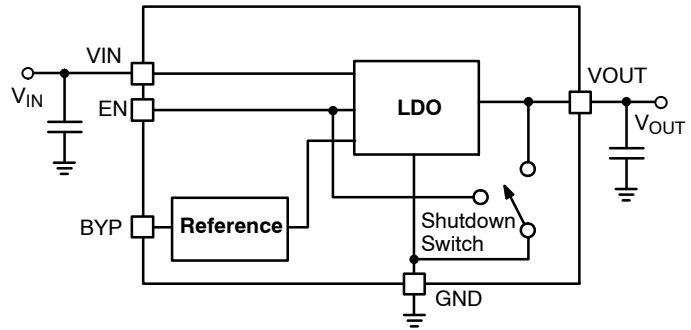 VIN
VOUT
VIN
EN
LDO
VOUT
BYP
Reference
Shutdown
Switch
GND